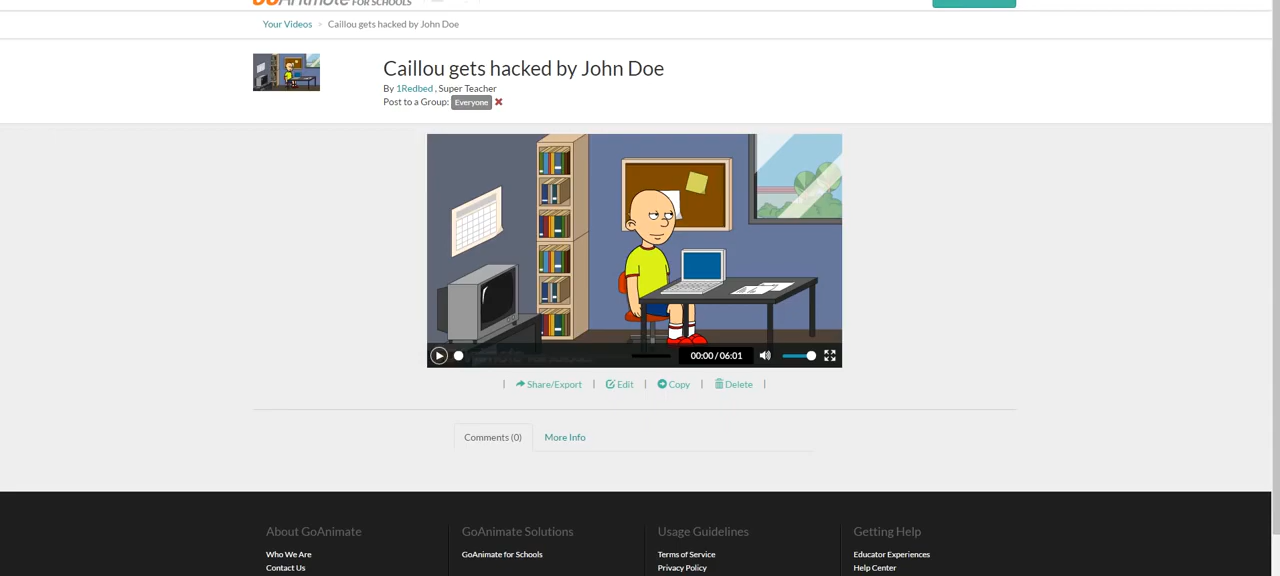 GoAnimate FOR SCHOOLS
Your Videos > Caillou gets hacked by John Doe
Caillou gets hacked by John Doe
By 1Redbed , Super Teacher
Post to a Group: Everyone ✖
00:00 / 06:01
| Share/Export | Edit | Copy | Delete |
Comments (0) More Info
About GoAnimate GoAnimate Solutions Usage Guidelines Getting Help
Who We Are GoAnimate for Schools Terms of Service Educator Experiences
Contact Us Privacy Policy Help Center